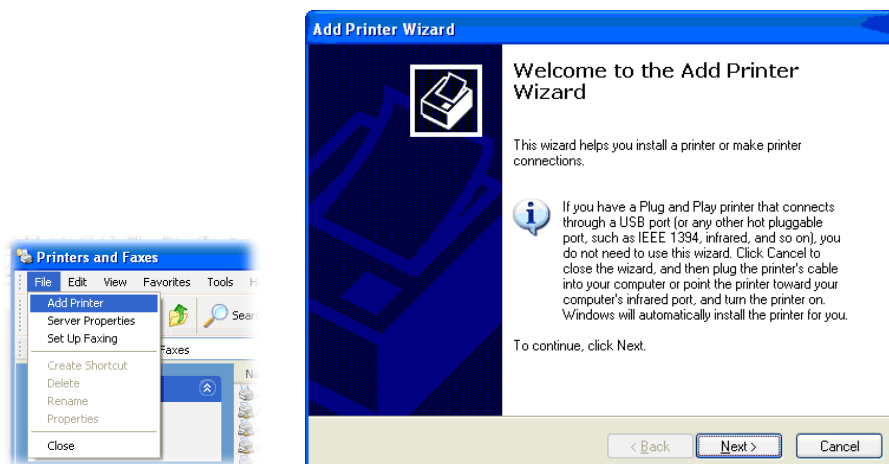 Printers and Faxes
File Edit View Favorites Tools
Add Printer
Server Properties
Set Up Faxing
Create Shortcut
Delete
Rename
Properties
Close
Faxes
Add Printer Wizard
Welcome to the Add Printer
Wizard
This wizard helps you install a printer or make printer
connections.
If you have a Plug and Play printer that connects
through a USB port (or any other hot pluggable
port, such as IEEE 1394, infrared, and so on), you
do not need to use this wizard. Click Cancel to
close the wizard, and then plug the printer's cable
into your computer or point the printer toward your
computer's infrared port, and turn the printer on.
Windows will automatically install the printer for you.
To continue, click Next.
< Back Next > Cancel